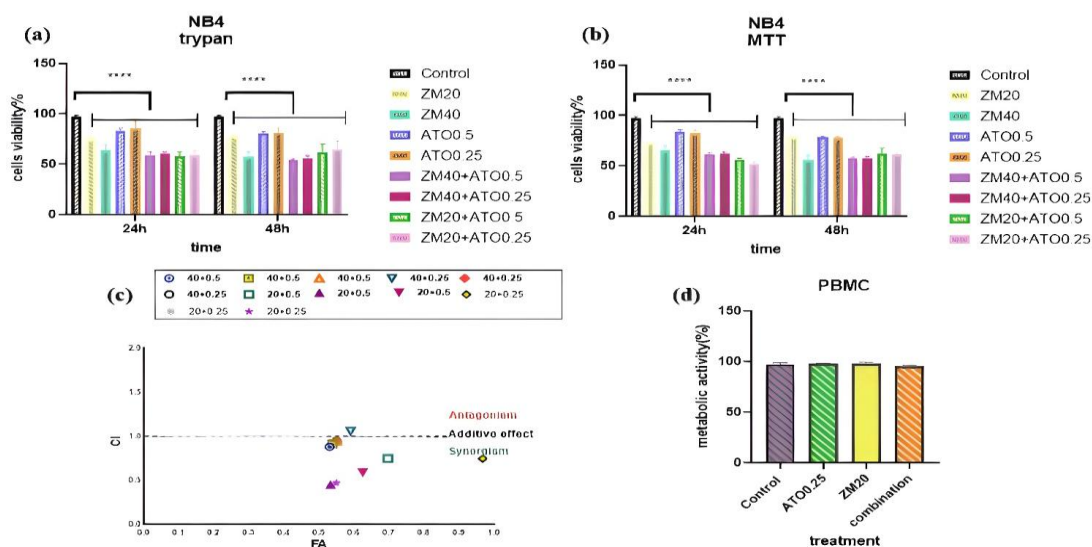 (a)
NB4
trypan
cells viability%
150
100
50
0
****
****
24h
48h
time
Control
ZM20
ZM40
ATO0.5
ATO0.25
ZM40+ATO0.5
ZM40+ATO0.25
ZM20+ATO0.5
ZM20+ATO0.25
(b)
NB4
MTT
cells viability%
150
100
50
0
****
****
24h
48h
time
Control
ZM20
ZM40
ATO0.5
ATO0.25
ZM40+ATO0.5
ZM40+ATO0.25
ZM20+ATO0.5
ZM20+ATO0.25
(c)
40+0.5 40+0.5 40+0.5 40+0.25 40+0.25
40+0.25 20+0.5 20+0.5 20+0.5 20+0.25
20+0.25 20+0.25
CI
2.0
1.5
1.0
0.5
0
Antagonism
Additive effect
Synergism
0.0 0.1 0.2 0.3 0.4 0.5 0.6 0.7 0.8 0.9 1.0
FA
(d)
PBMC
metabolic activity(%)
150
100
50
0
Control
ATO0.25
ZM20
combination
treatment